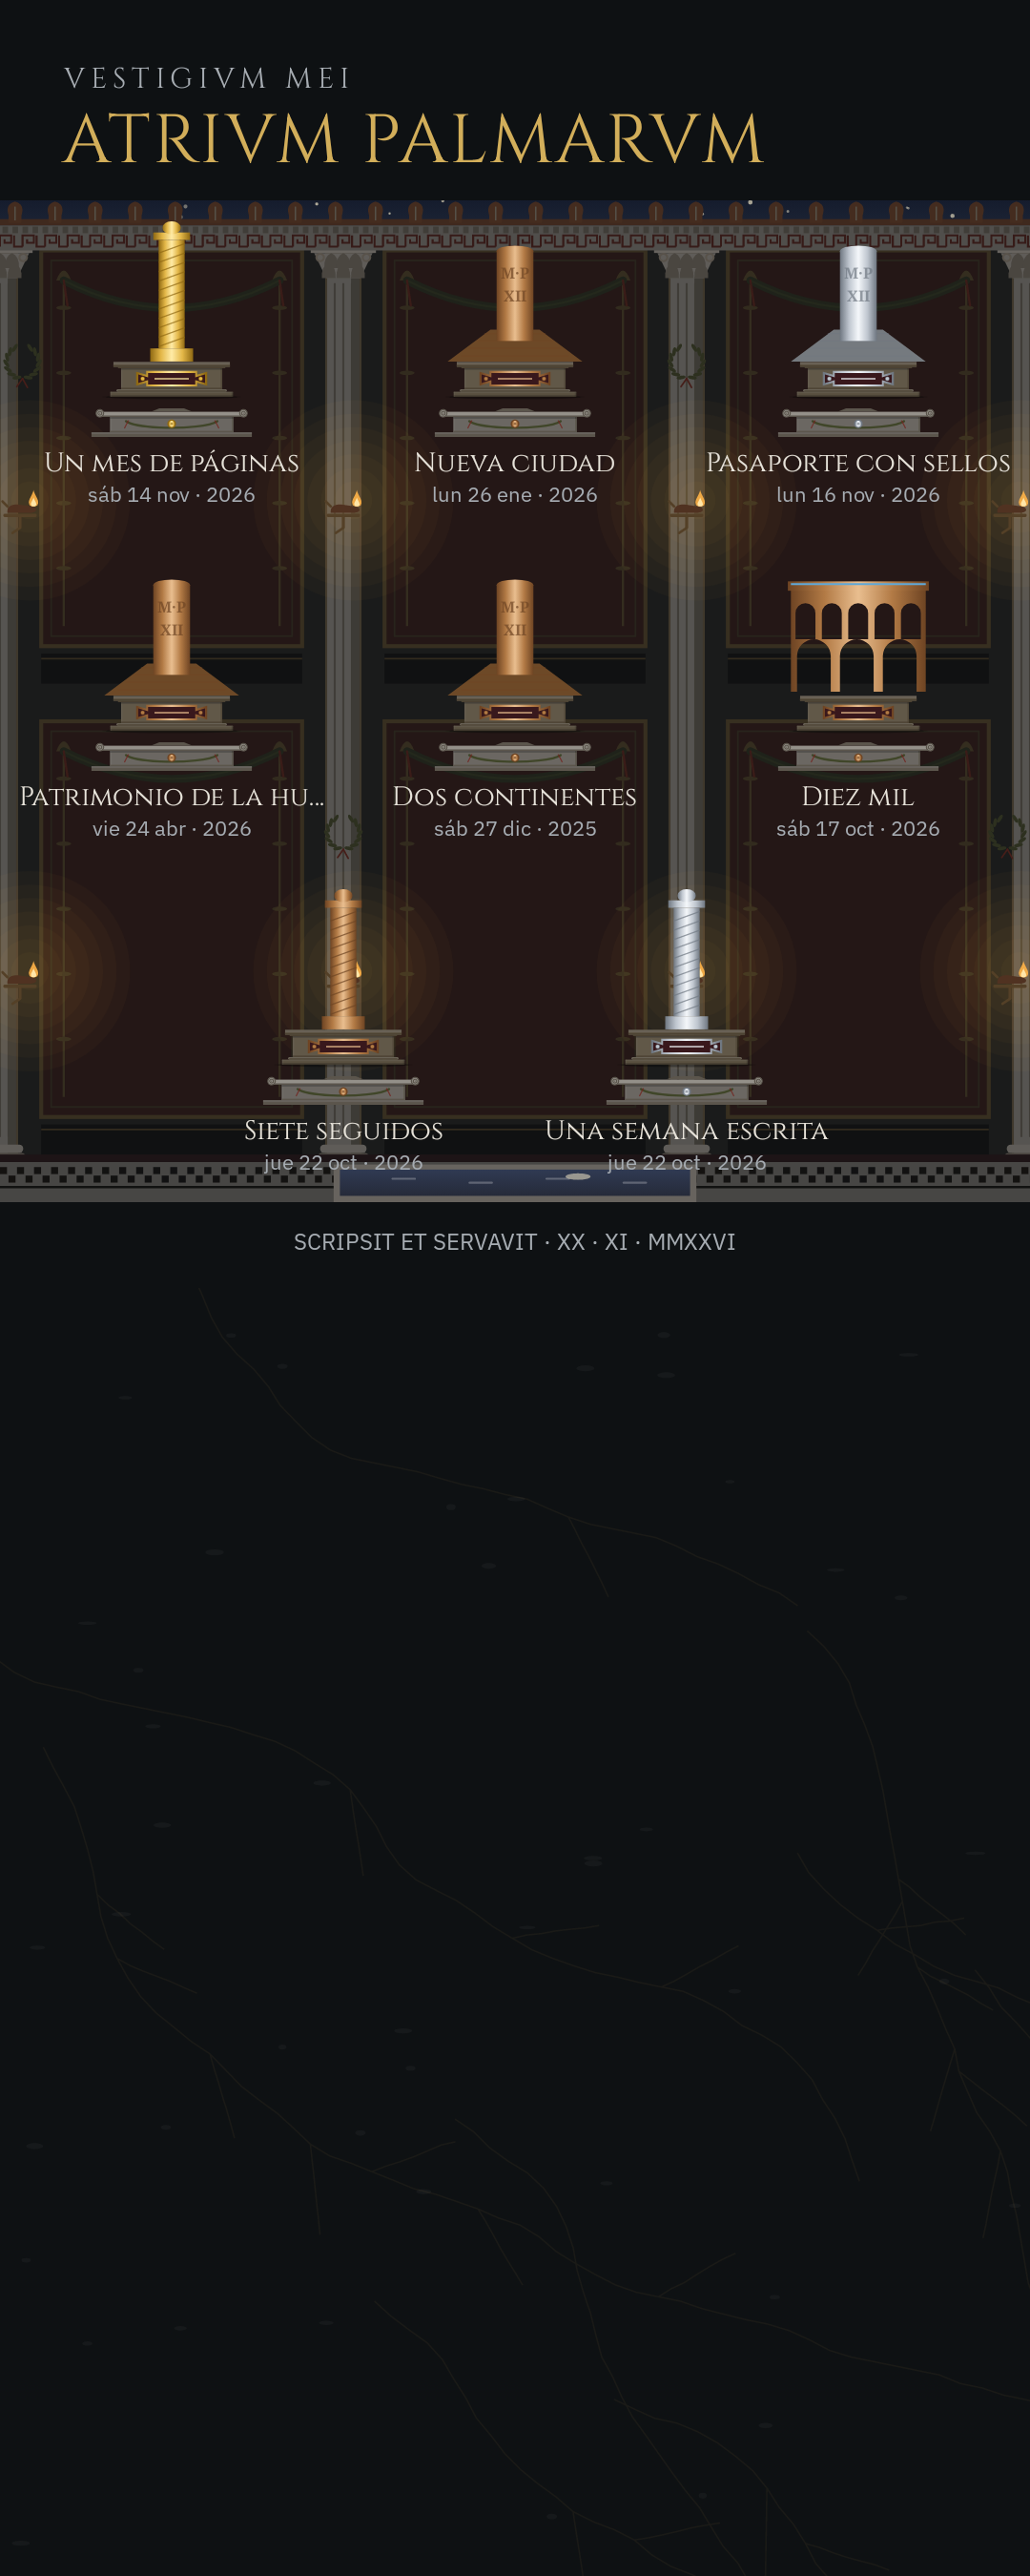 VESTIGIVM MEI
ATRIVM PALMARVM
M·P
XII
M·P
XII
UN MES DE PÁGINAS
NUEVA CIUDAD
PASAPORTE CON SELLOS
sáb 14 nov · 2026
lun 26 ene · 2026
lun 16 nov · 2026
M·P
XII
M·P
XII
PATRIMONIO DE LA HU...
DOS CONTINENTES
DIEZ MIL
vie 24 abr · 2026
sáb 27 dic · 2025
sáb 17 oct · 2026
SIETE SEGUIDOS
UNA SEMANA ESCRITA
jue 22 oct · 2026
jue 22 oct · 2026
SCRIPSIT ET SERVAVIT · XX · XI · MMXXVI